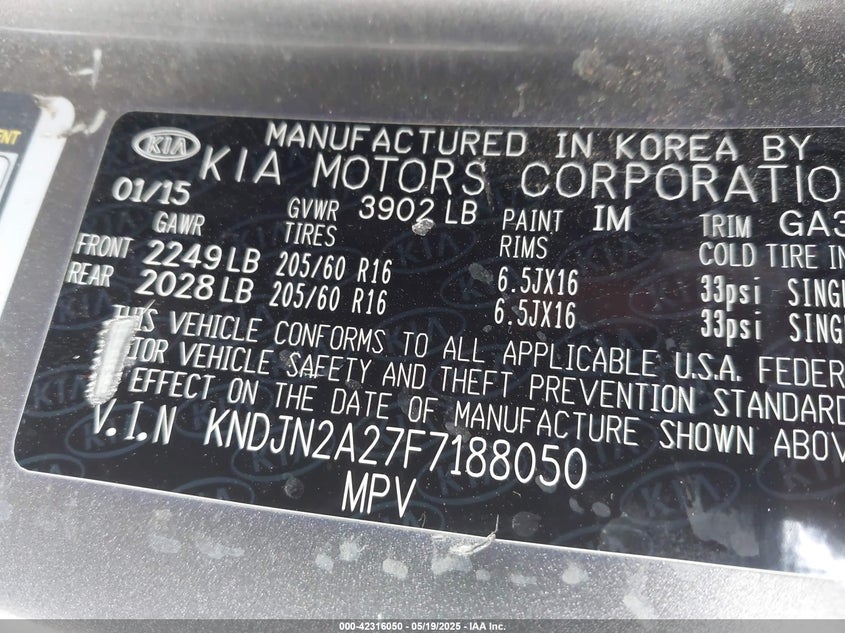 ENT
KIA
MANUFACTURED IN KOREA BY
KIA MOTORS CORPORATIO
01/15
GAWR
GVWR 3902 LB
TIRES
PAINT IM
RIMS
TRIM GA3
COLD TIRE IN
FRONT 2249 LB 205/60 R16 6.5JX16 33psi SINGL
REAR 2028 LB 205/60 R16 6.5JX16 33psi SINGL
THIS VEHICLE CONFORMS TO ALL APPLICABLE U.S.A. FEDER
TOR VEHICLE SAFETY AND THEFT PREVENTION STANDAR
EFFECT ON THE DATE OF MANUFACTURE SHOWN ABOV
V.I.N KNDJN2A27F7188050
MPV
000-42316050 - 05/19/2025 - IAA Inc.